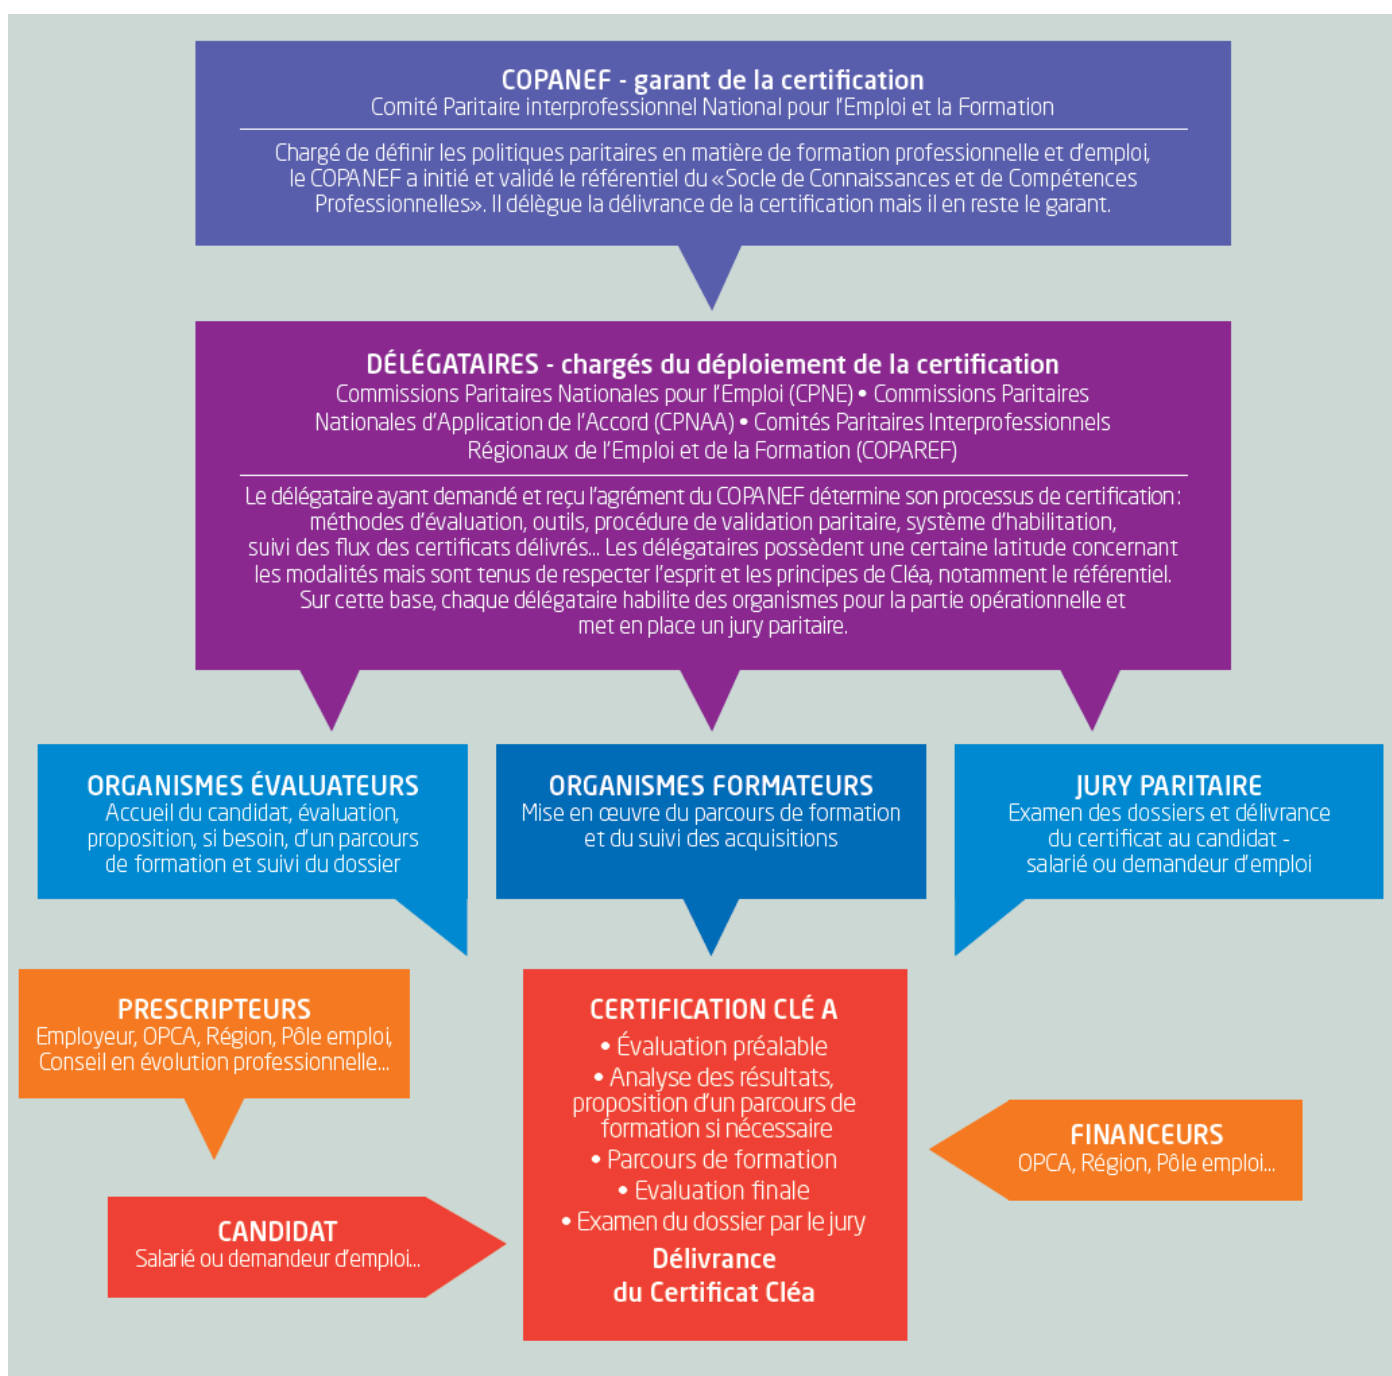 COPANEF - garant de la certification
Comité Paritaire interprofessionnel National pour l'Emploi et la Formation
Chargé de définir les politiques paritaires en matière de formation professionnelle et d'emploi,
le COPANEF a initié et validé le référentiel du «Socle de Connaissances et de Compétences
Professionnelles». Il délègue la délivrance de la certification mais il en reste le garant.
DÉLÉGATAIRES - chargés du déploiement de la certification
Commissions Paritaires Nationales pour l'Emploi (CPNE) • Commissions Paritaires
Nationales d'Application de l'Accord (CPNAA) • Comités Paritaires Interprofessionnels
Régionaux de l'Emploi et de la Formation (COPAREF)
Le délégataire ayant demandé et reçu l'agrément du COPANEF détermine son processus de certification :
méthodes d'évaluation, outils, procédure de validation paritaire, système d'habilitation,
suivi des flux des certificats délivrés... Les délégataires possèdent une certaine latitude concernant
les modalités mais sont tenus de respecter l'esprit et les principes de Cléa, notamment le référentiel.
Sur cette base, chaque délégataire habilite des organismes pour la partie opérationnelle et
met en place un jury paritaire.
ORGANISMES ÉVALUATEURS
Accueil du candidat, évaluation,
proposition, si besoin, d'un parcours
de formation et suivi du dossier
ORGANISMES FORMATEURS
Mise en œuvre du parcours de formation
et du suivi des acquisitions
JURY PARITAIRE
Examen des dossiers et délivrance
du certificat au candidat -
salarié ou demandeur d'emploi
PRESCRIPTEURS
Employeur, OPCA, Région, Pôle emploi,
Conseil en évolution professionnelle...
CANDIDAT
Salarié ou demandeur d'emploi...
CERTIFICATION CLÉ A
• Évaluation préalable
• Analyse des résultats,
proposition d'un parcours de
formation si nécessaire
• Parcours de formation
• Evaluation finale
• Examen du dossier par le jury
Délivrance
du Certificat Cléa
FINANCEURS
OPCA, Région, Pôle emploi...